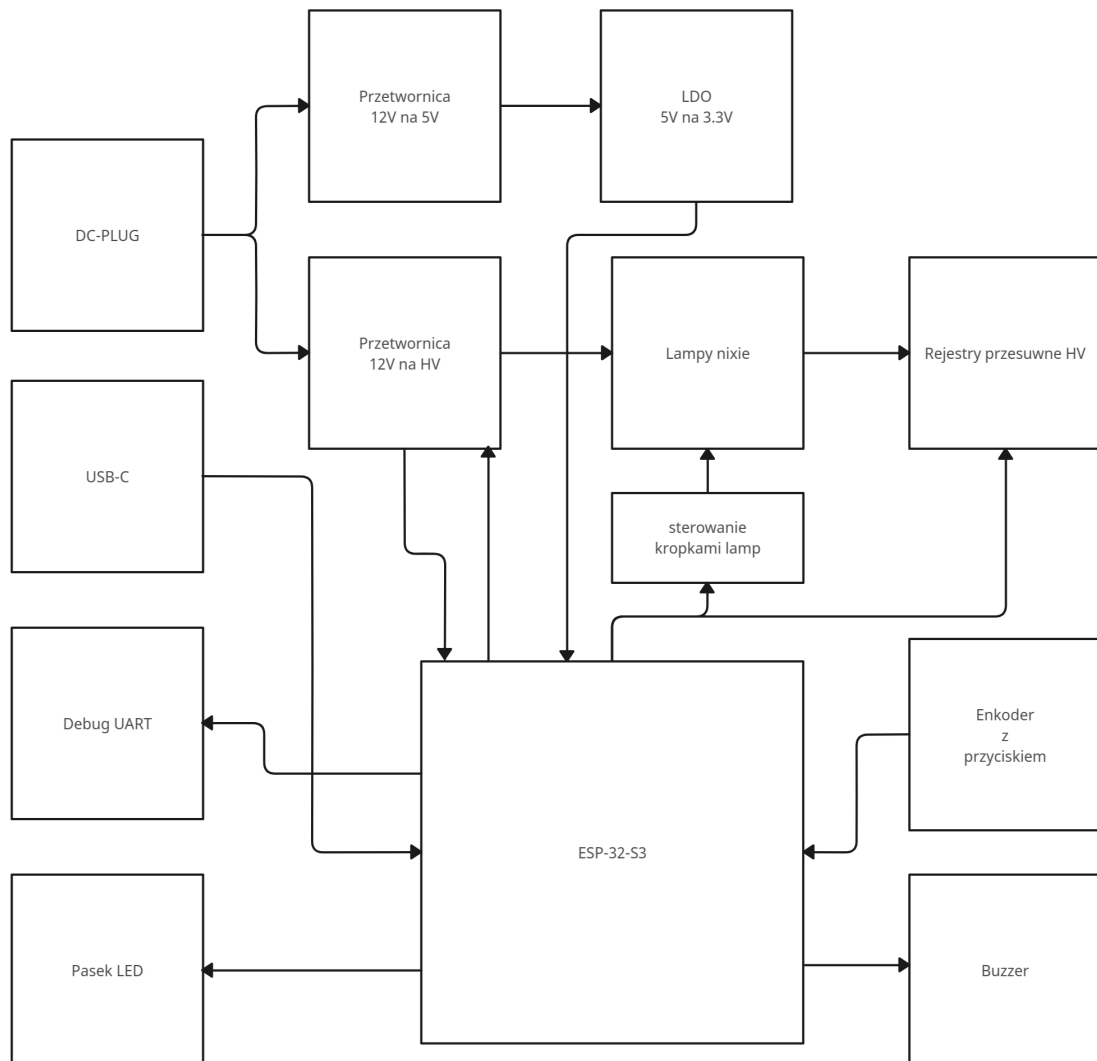 Przetwornica
12V na 5V
LDO
5V na 3.3V
DC-PLUG
Przetwornica
12V na HV
Lampy nixie
Rejestry przesuwne HV
USB-C
sterowanie
kropkami lamp
Debug UART
Enkoder
z
przyciskiem
ESP-32-S3
Pasek LED
Buzzer